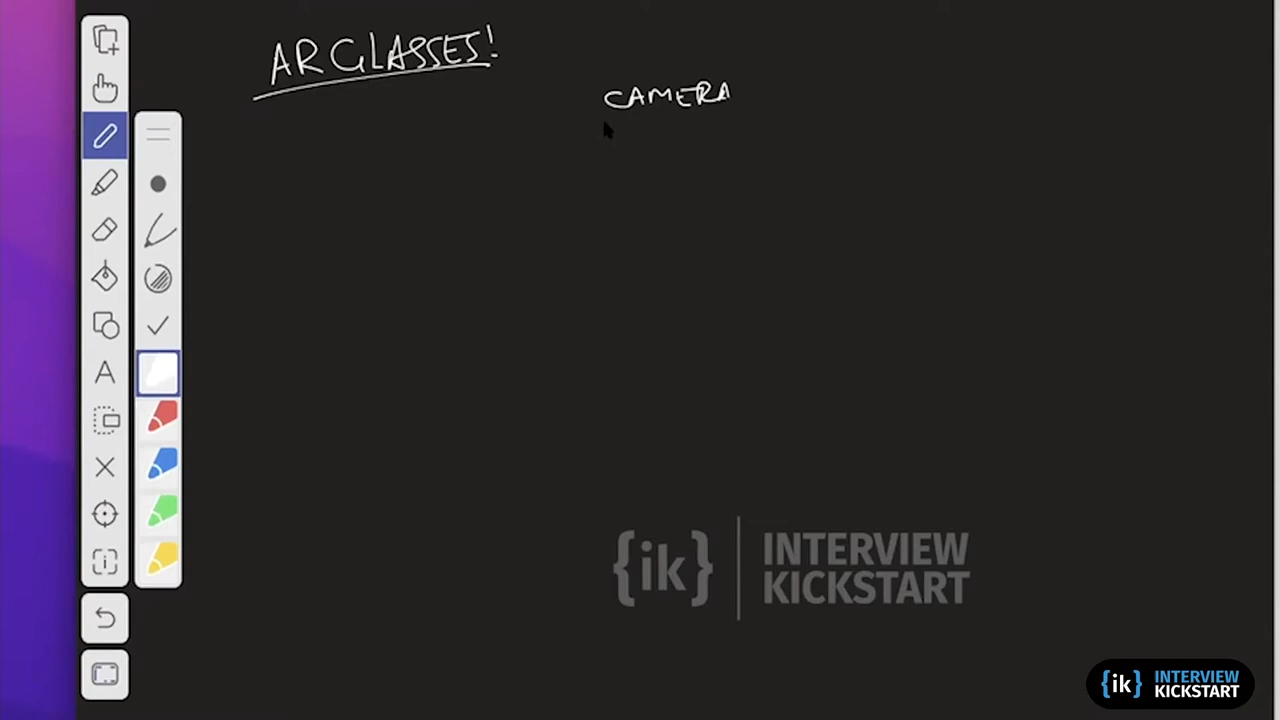 AR GLASSES!
CAMERA
{ik} INTERVIEW
KICKSTART
{ik} INTERVIEW
KICKSTART